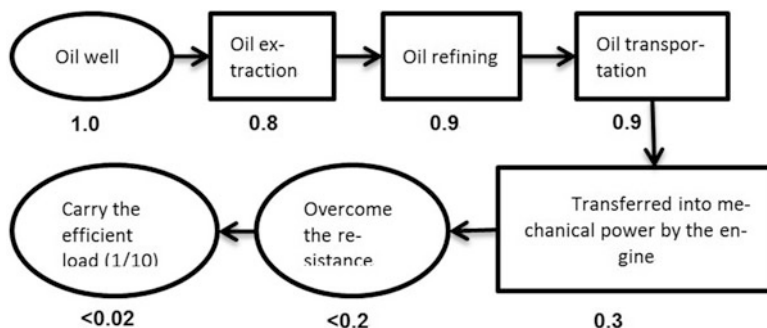 Oil well
Oil ex-
traction
Oil refining
Oil transpor-
tation
1.0
0.8
0.9
0.9
Transferred into me-
chanical power by the en-
gine
0.3
Overcome
the re-
sistance
<0.2
Carry the
efficient
load (1/10)
<0.02